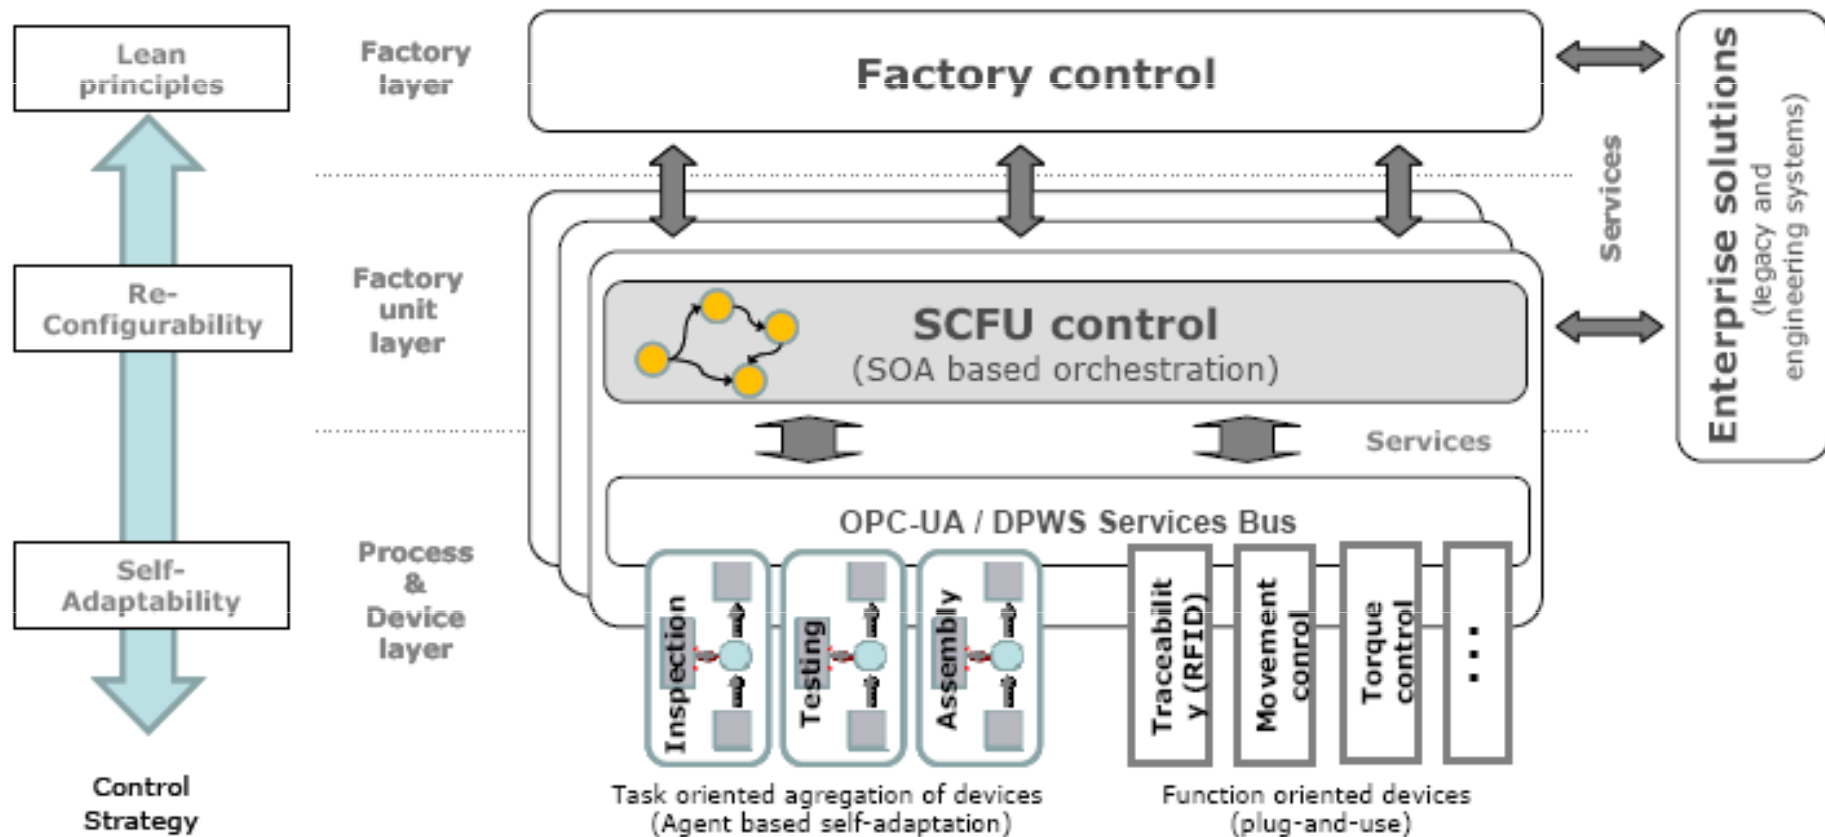 Lean
principles
Factory
layer
Factory control
Services
Enterprise solutions
(legacy and
engineering systems)
Re-
Configurability
Factory
unit
layer
SCFU control
(SOA based orchestration)
Services
OPC-UA / DPWS Services Bus
Self-
Adaptability
Process
&
Device
layer
Inspection
Testing
Assembly
Traceabilit
y (RFID)
Movement
conrol
Torque
control
...
Control
Strategy
Task oriented agregation of devices
(Agent based self-adaptation)
Function oriented devices
(plug-and-use)